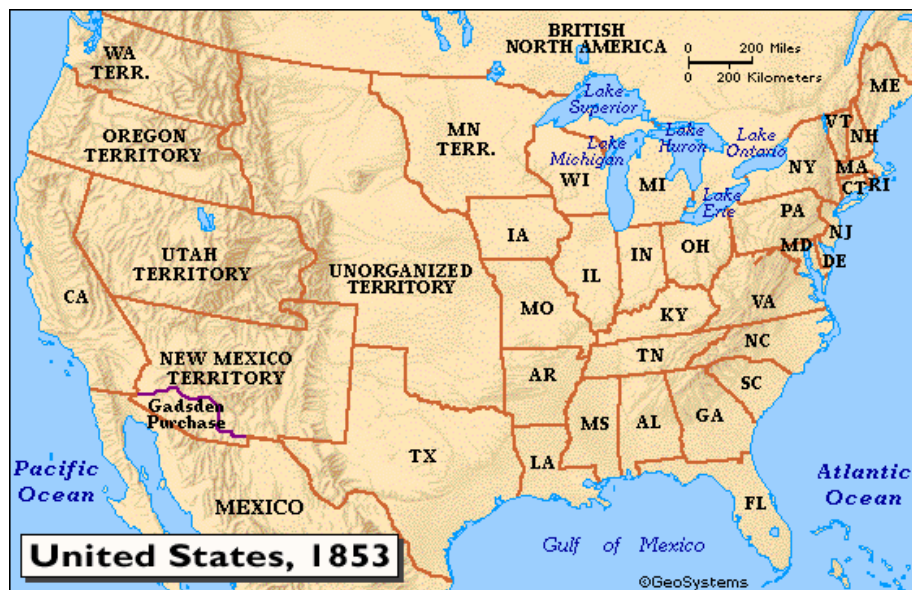 BRITISH
NORTH AMERICA
0 200 Miles
0 200 Kilometers
WA
TERR.
Lake
Superior
ME
OREGON
TERRITORY
MN
TERR.
Lake
Michigan
Lake
Huron
Lake
Ontario
VT
NH
WI
MI
NY
MA
CT
RI
Lake
Erie
PA
IA
NJ
UTAH
TERRITORY
UNORGANIZED
TERRITORY
IL
IN
OH
MD
DE
CA
MO
KY
VA
NC
NEW MEXICO
TERRITORY
TN
AR
SC
Gadsden
Purchase
MS
AL
GA
TX
LA
Pacific
Ocean
MEXICO
FL
Atlantic
Ocean
Gulf of Mexico
United States, 1853
©GeoSystems